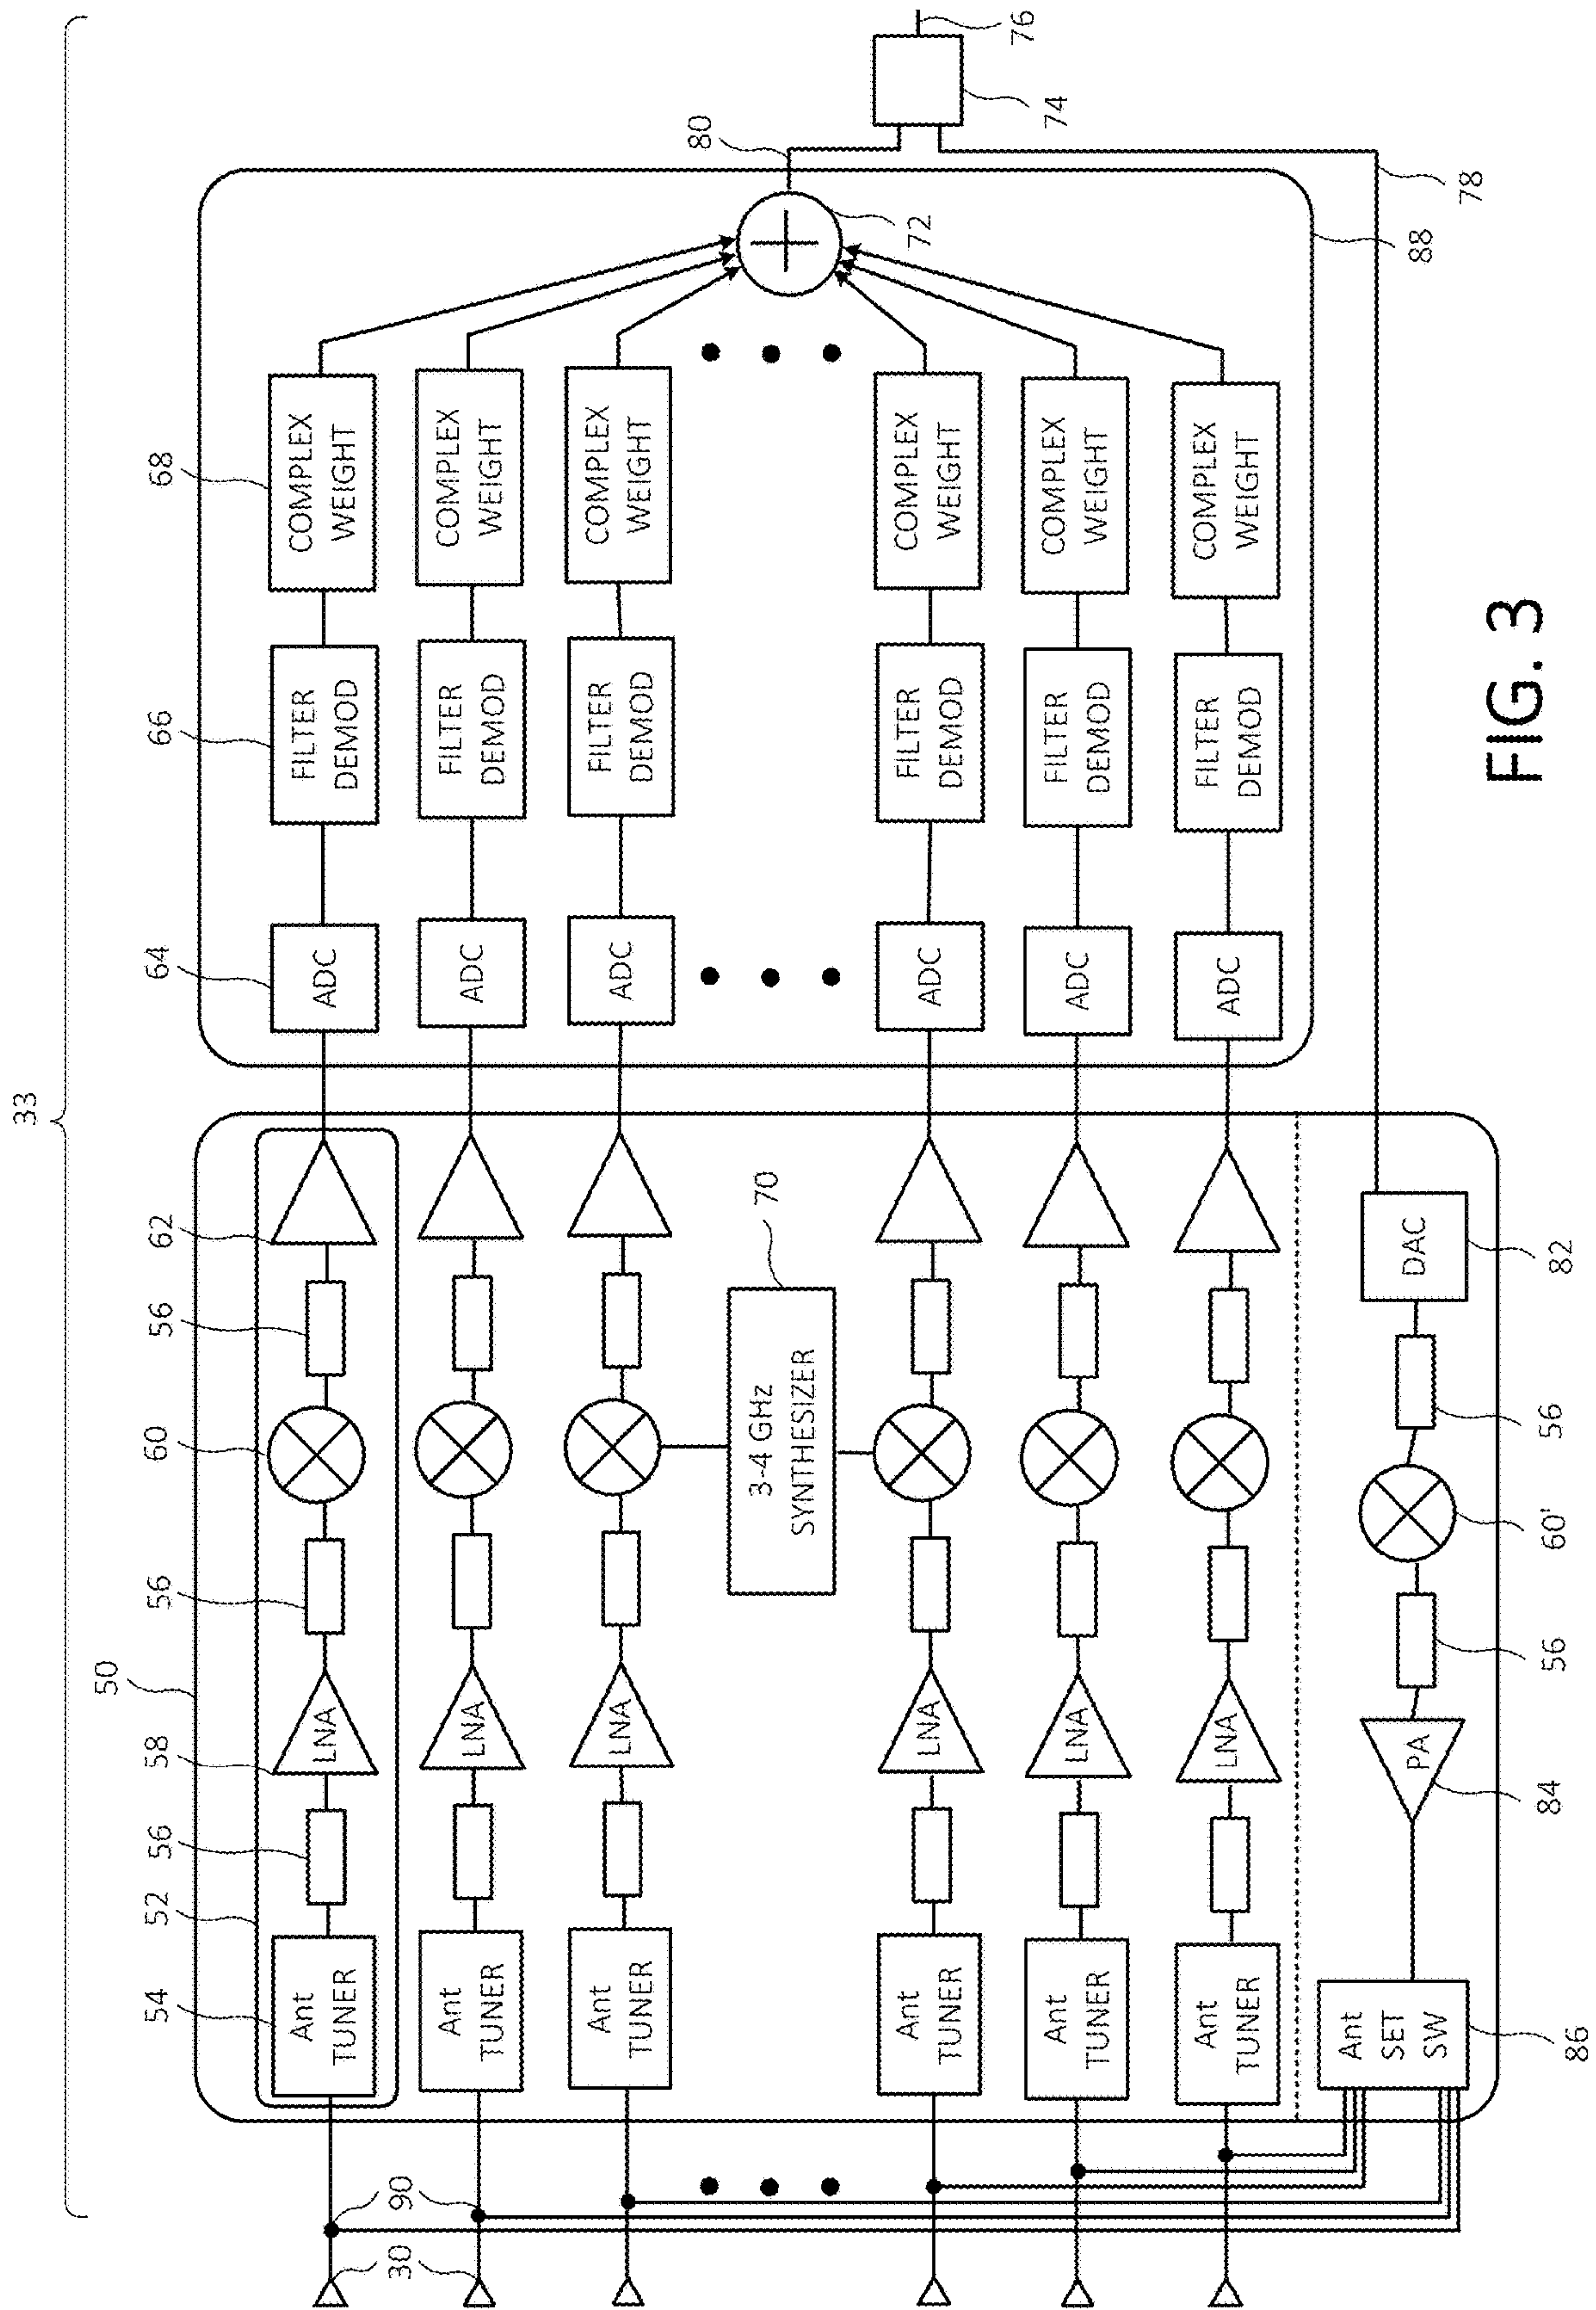 33
50
54
52
56
58
56
60
56
62
64
66
68
Ant
TUNER
LNA
ADC
FILTER
DEMOD
COMPLEX
WEIGHT
30
90
Ant
TUNER
LNA
ADC
FILTER
DEMOD
COMPLEX
WEIGHT
Ant
TUNER
LNA
ADC
FILTER
DEMOD
COMPLEX
WEIGHT
80
70
3-4 GHz
SYNTHESIZER
72
Ant
TUNER
LNA
ADC
FILTER
DEMOD
COMPLEX
WEIGHT
76
74
Ant
TUNER
LNA
ADC
FILTER
DEMOD
COMPLEX
WEIGHT
Ant
TUNER
LNA
ADC
FILTER
DEMOD
COMPLEX
WEIGHT
Ant
SET
SW
PA
DAC
88
78
86
84
56
60'
56
82
FIG. 3